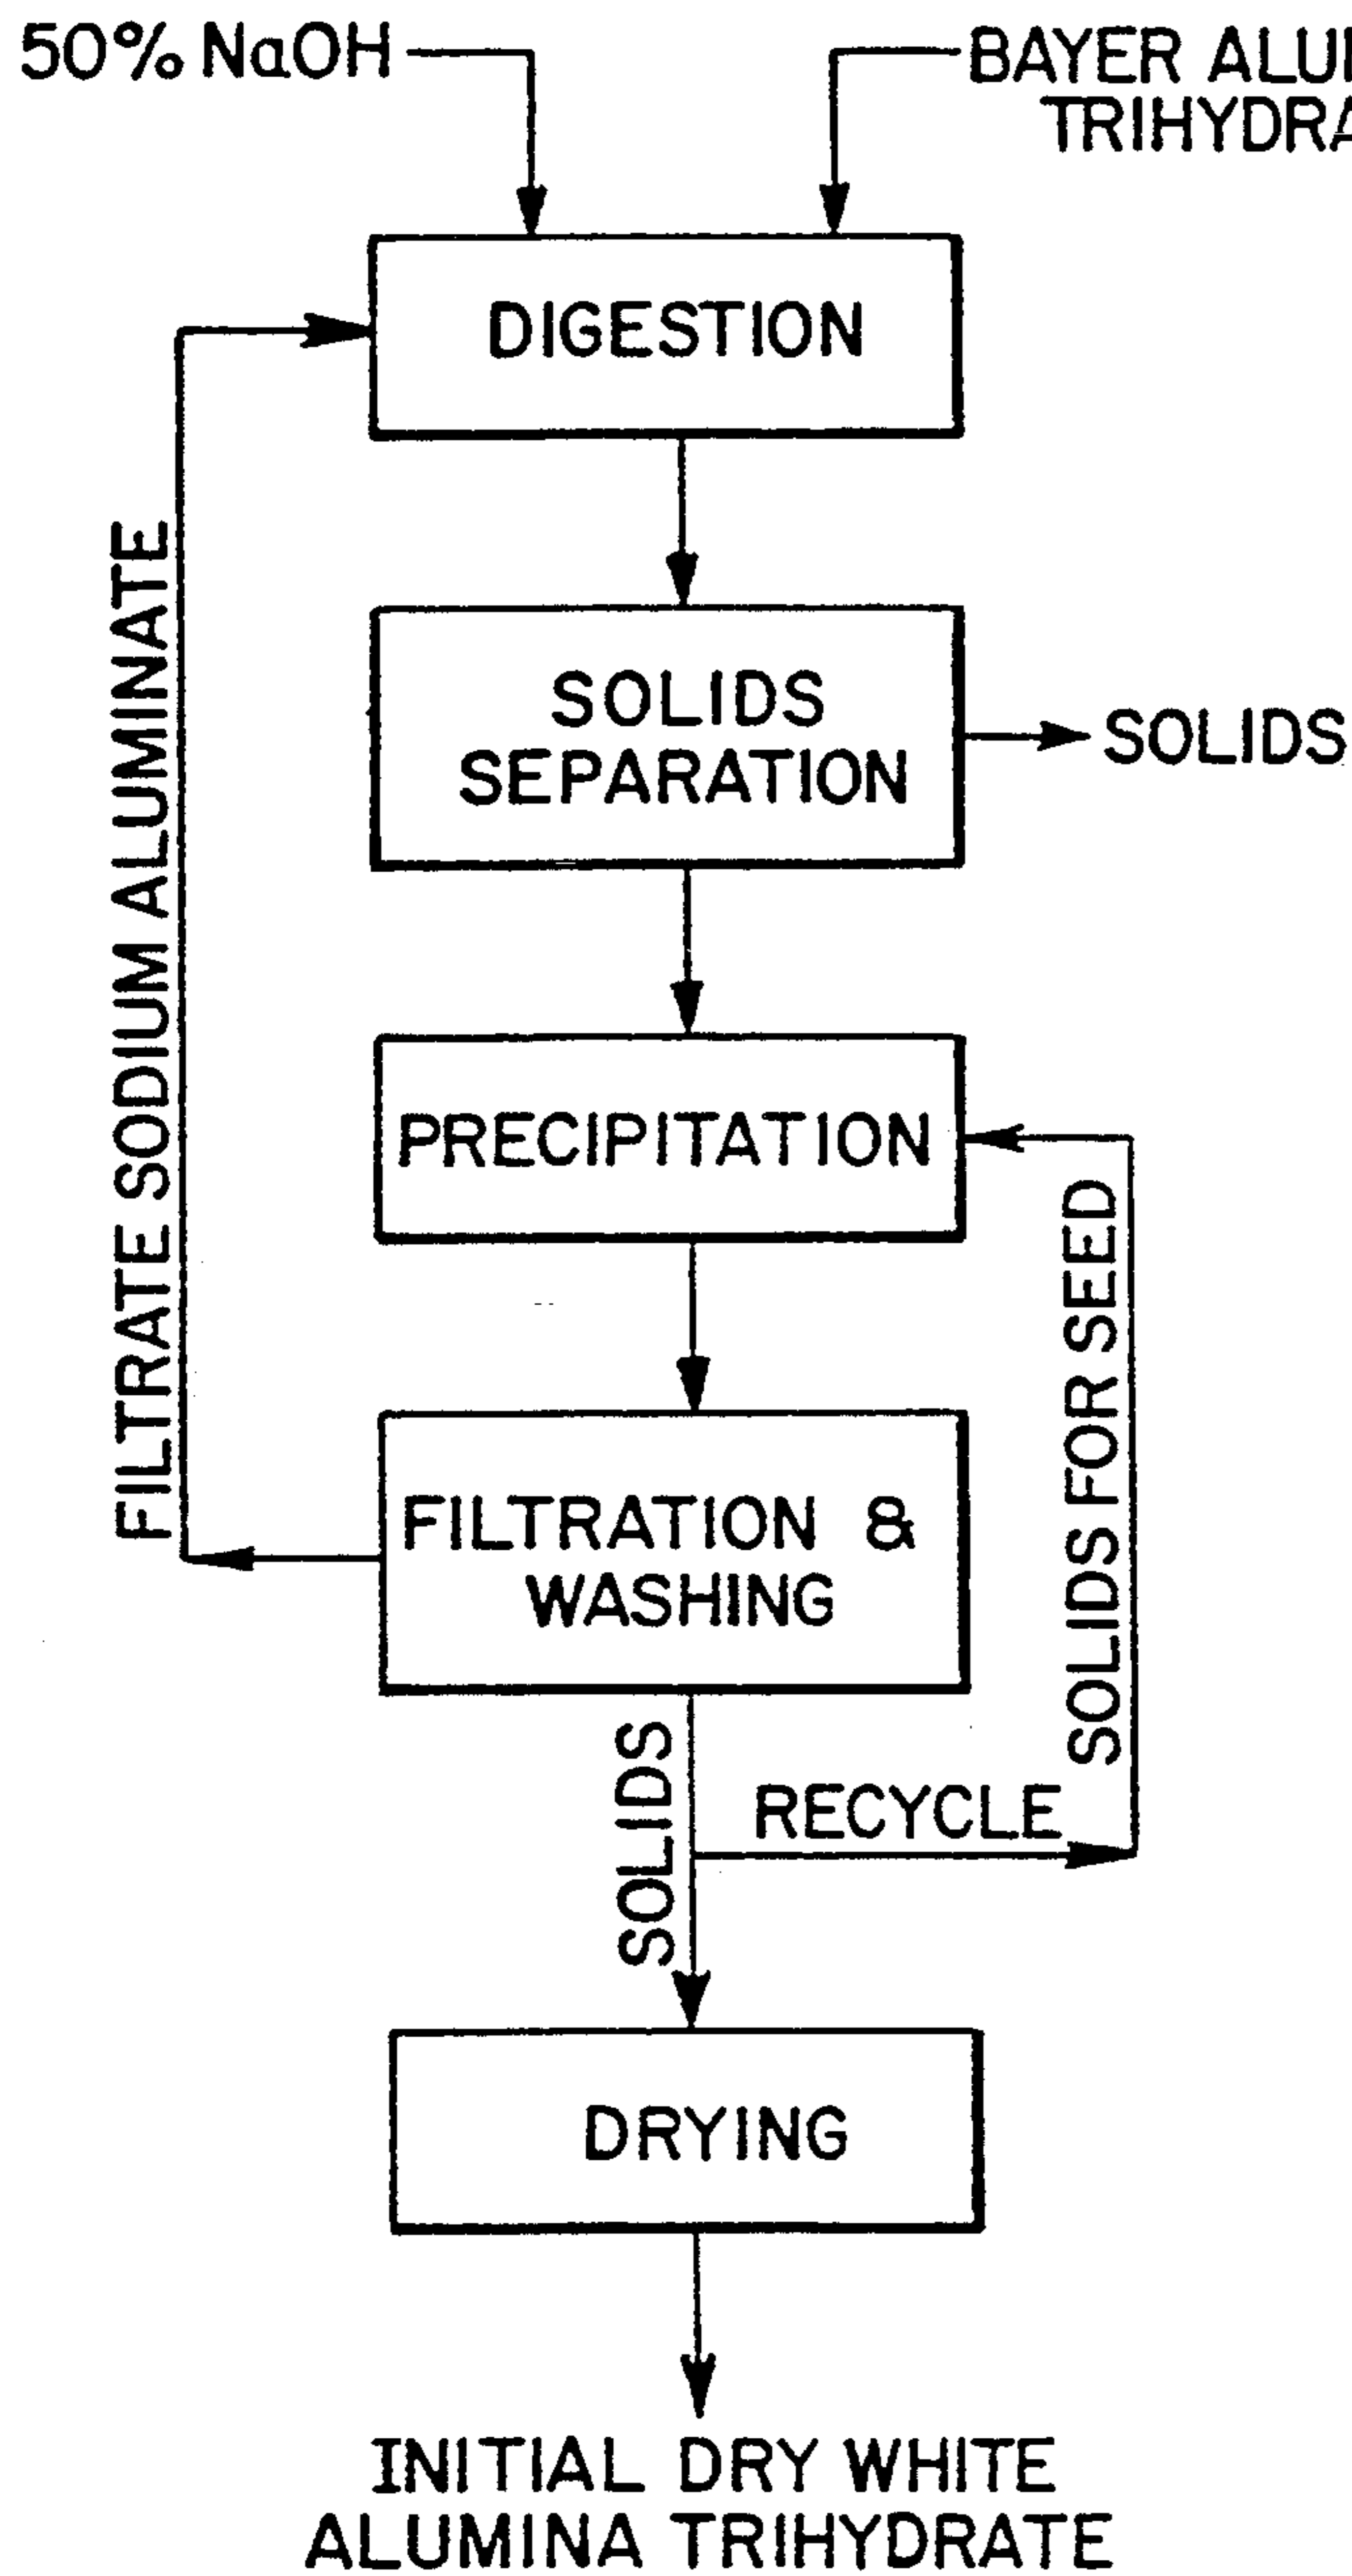 50% NaOH
BAYER
DIGESTION
SOLIDS
SEPARATION
SOLIDS
FILTRATE SODIUM ALUMINATE
PRECIPITATION
SOLIDS FOR SEED
FILTRATION &
WASHING
SOLIDS
RECYCLE
DRYING
INITIAL DRY WHITE
ALUMINA TRIHYDRATE